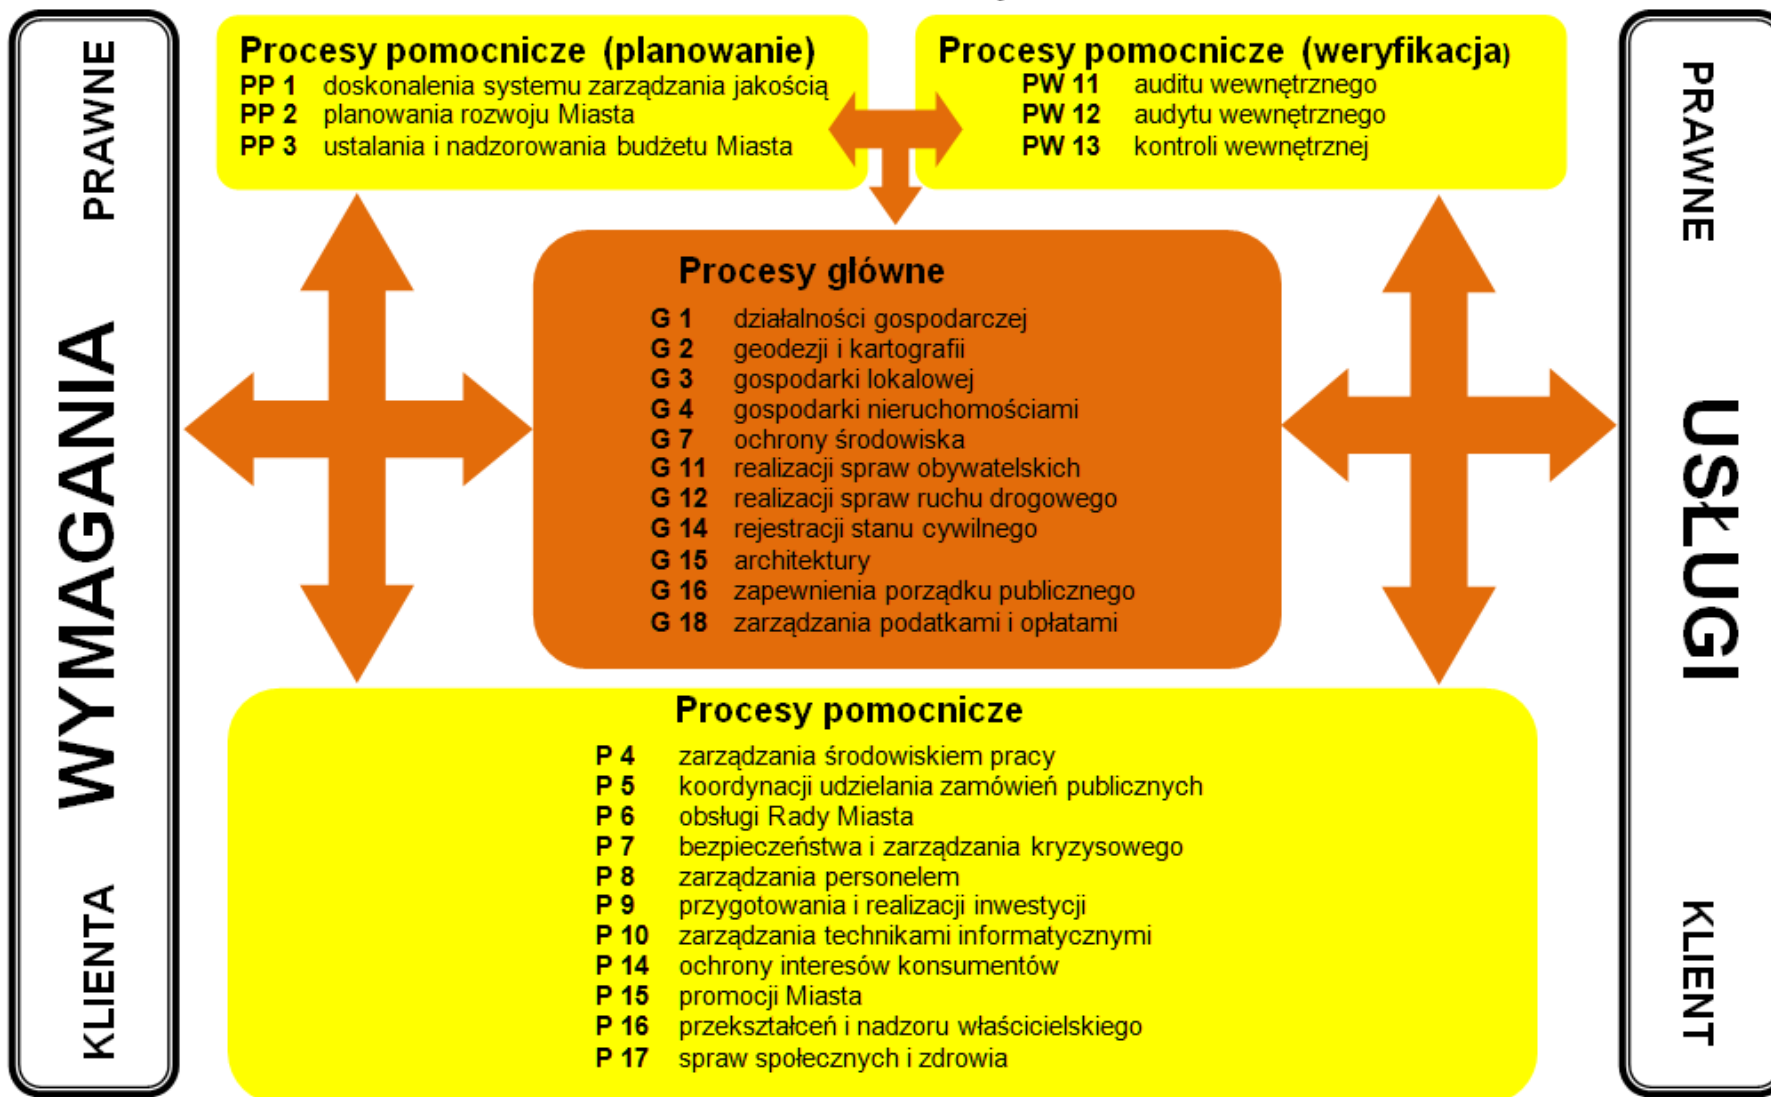 WYMAGANIA
PRAWNE
KLIENTA
Procesy pomocnicze (planowanie)
PP 1 doskonalenia systemu zarządzania jakością
PP 2 planowania rozwoju Miasta
PP 3 ustalania i nadzorowania budżetu Miasta
Procesy pomocnicze (weryfikacja)
PW 11 auditu wewnętrznego
PW 12 audytu wewnętrznego
PW 13 kontroli wewnętrznej
Procesy główne
G 1 działalności gospodarczej
G 2 geodezji i kartografii
G 3 gospodarki lokalowej
G 4 gospodarki nieruchomościami
G 7 ochrony środowiska
G 11 realizacji spraw obywatelskich
G 12 realizacji spraw ruchu drogowego
G 14 rejestracji stanu cywilnego
G 15 architektury
G 16 zapewnienia porządku publicznego
G 18 zarządzania podatkami i opłatami
Procesy pomocnicze
P 4 zarządzania środowiskiem pracy
P 5 koordynacji udzielania zamówień publicznych
P 6 obsługi Rady Miasta
P 7 bezpieczeństwa i zarządzania kryzysowego
P 8 zarządzania personelem
P 9 przygotowania i realizacji inwestycji
P 10 zarządzania technikami informatycznymi
P 14 ochrony interesów konsumentów
P 15 promocji Miasta
P 16 przekształceń i nadzoru właścicielskiego
P 17 spraw społecznych i zdrowia
USŁUGI
PRAWNE
KLIENT